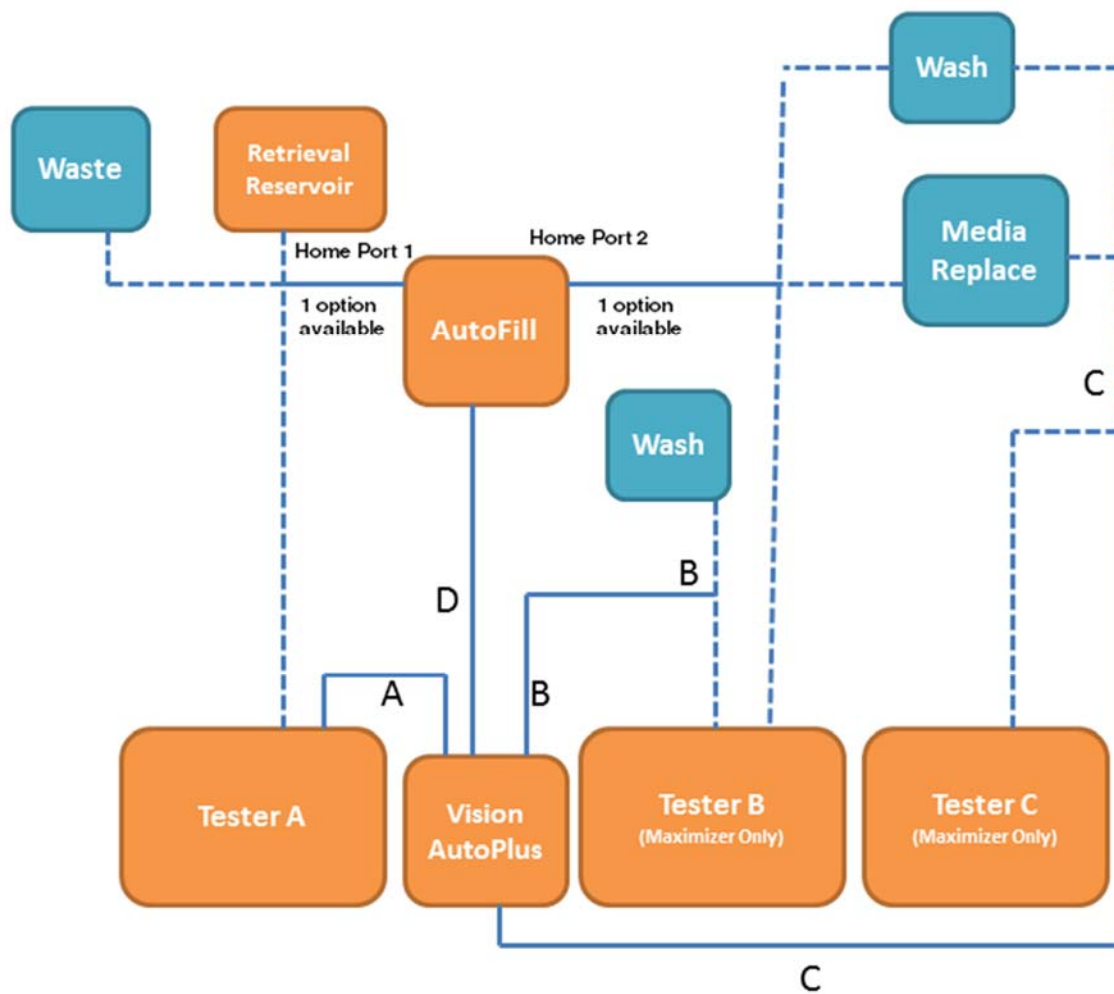 Wash
Waste
Retrieval
Reservoir
Home Port 1
Home Port 2
Media
Replace
1 option
available
AutoFill
1 option
available
C
Wash
D
B
A
B
Tester A
Vision
AutoPlus
Tester B
(Maximizer Only)
Tester C
(Maximizer Only)
C